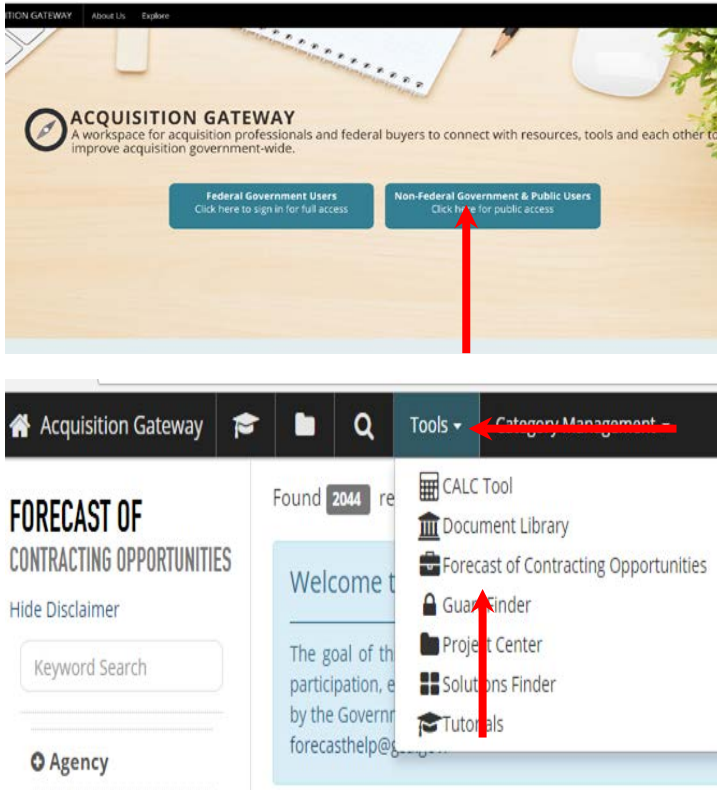 ITION GATEWAY About Us Explore
ACQUISITION GATEWAY
A workspace for acquisition professionals and federal buyers to connect with resources, tools and each other to
improve acquisition government-wide.
Federal Government Users
Click here to sign in for full access
Non-Federal Government & Public Users
Click here for public access
Acquisition Gateway Tools Category Management
FORECAST OF
CONTRACTING OPPORTUNITIES
Hide Disclaimer
Keyword Search
Agency
Found 2044 re
Welcome t
The goal of th
participation, e
by the Governm
forecasthelp@
CALC Tool
Document Library
Forecast of Contracting Opportunities
Guard Finder
Project Center
Solutions Finder
Tutorials